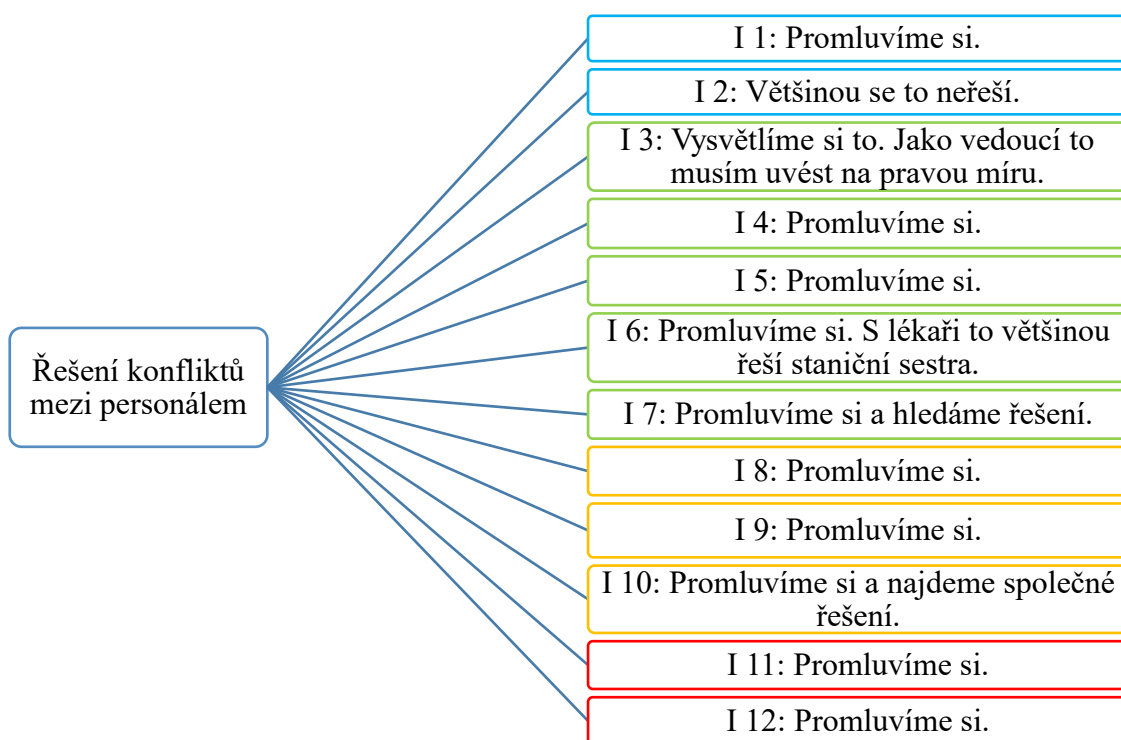 I 1: Promluvíme si.
I 2: Většinou se to neřeší.
I 3: Vysvětlíme si to. Jako vedoucí to
musím uvést na pravou míru.
I 4: Promluvíme si.
I 5: Promluvíme si.
I 6: Promluvíme si. S lékaři to většinou
řeší staniční sestra.
Řešení konfliktů
mezi personálem
I 7: Promluvíme si a hledáme řešení.
I 8: Promluvíme si.
I 9: Promluvíme si.
I 10: Promluvíme si a najdeme společné
řešení.
I 11: Promluvíme si.
I 12: Promluvíme si.